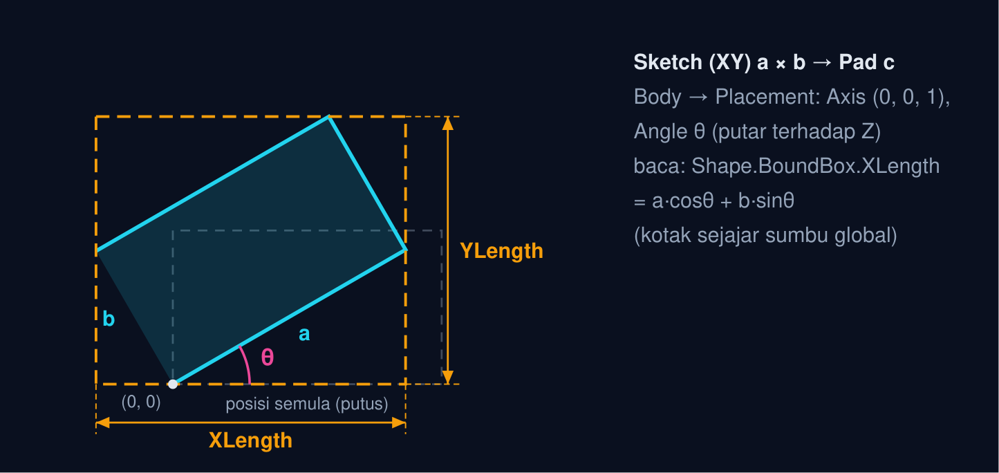 Sketch (XY) a × b → Pad c
Body → Placement: Axis (0, 0, 1),
Angle θ (putar terhadap Z)
baca: Shape.BoundBox.XLength
= a·cosθ + b·sinθ
(kotak sejajar sumbu global)
YLength
b
a
θ
(0, 0)
posisi semula (putus)
XLength